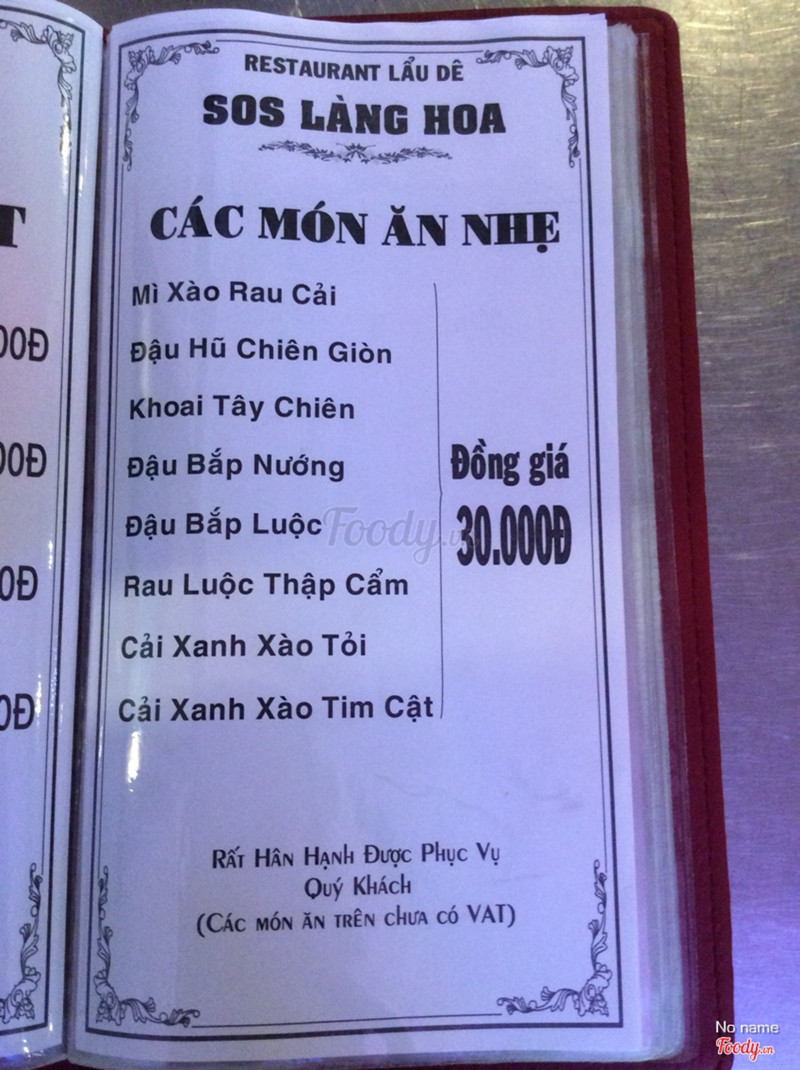 RESTAURANT LẨU DÊ
SOS LÀNG HOA
CÁC MÓN ĂN NHẸ
Mì Xào Rau Cải
Đậu Hũ Chiên Giòn
Khoai Tây Chiên
Đậu Bắp Nướng
Đậu Bắp Luộc
Rau Luộc Thập Cẩm
Cải Xanh Xào Tỏi
Cải Xanh Xào Tim Cật
Đồng giá
30.000Đ
RẤT HÂN HẠNH ĐƯỢC PHỤC VỤ
QUÝ KHÁCH
(CÁC MÓN ĂN TRÊN CHƯA CÓ VAT)
Foody.vn
No name
Foody.vn